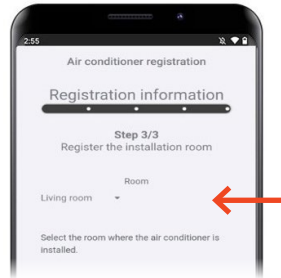 2:55
Air conditioner registration
Registration information
Step 3/3
Register the installation room
Room
Living room
Select the room where the air conditioner is
installed.